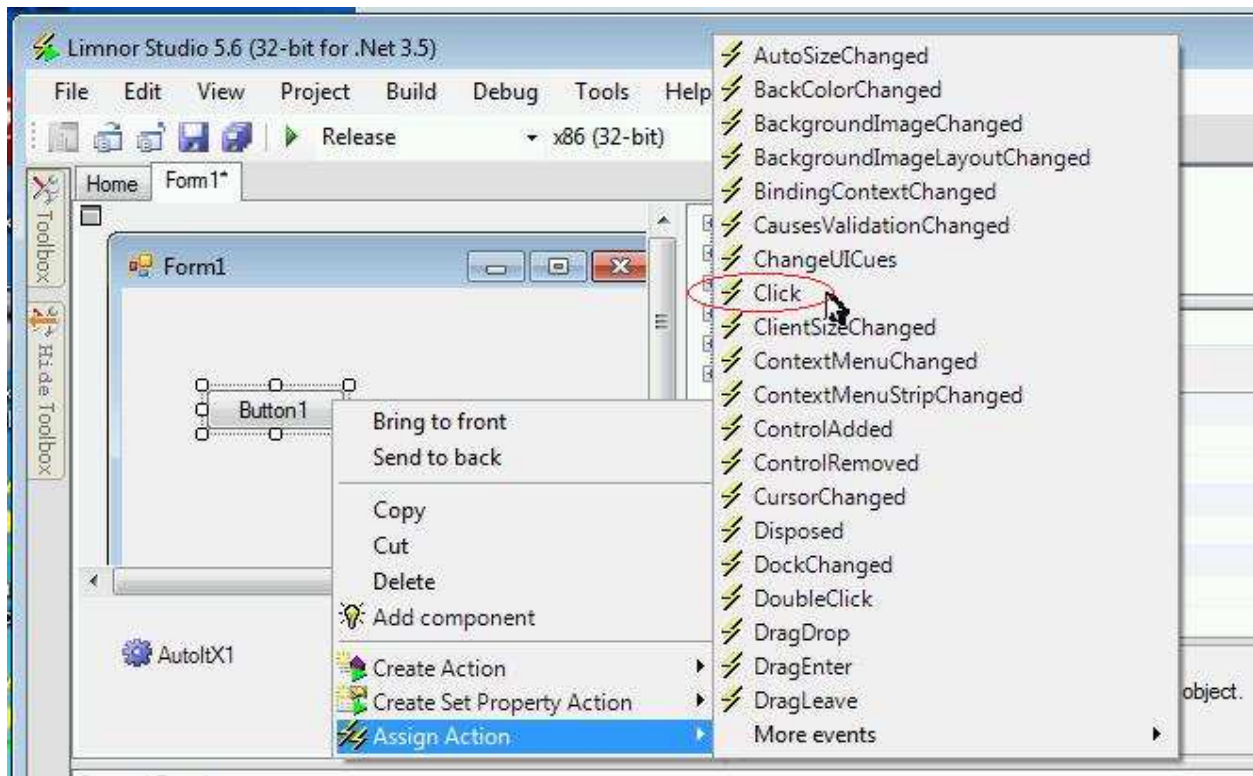 Limnor Studio 5.6 (32-bit for .Net 3.5)
File Edit View Project Build Debug Tools Help
Release x86 (32-bit)
Home Form1*
Toolbox
Hide Toolbox
Form1
Button1
AutoItX1
Bring to front
Send to back
Copy
Cut
Delete
Add component
Create Action
Create Set Property Action
Assign Action
AutoSizeChanged
BackColorChanged
BackgroundImageChanged
BackgroundImageLayoutChanged
BindingContextChanged
CausesValidationChanged
ChangeUICues
Click
ClientSizeChanged
ContextMenuChanged
ContextMenuStripChanged
ControlAdded
ControlRemoved
CursorChanged
Disposed
DockChanged
DoubleClick
DragDrop
DragEnter
DragLeave
More events
object.